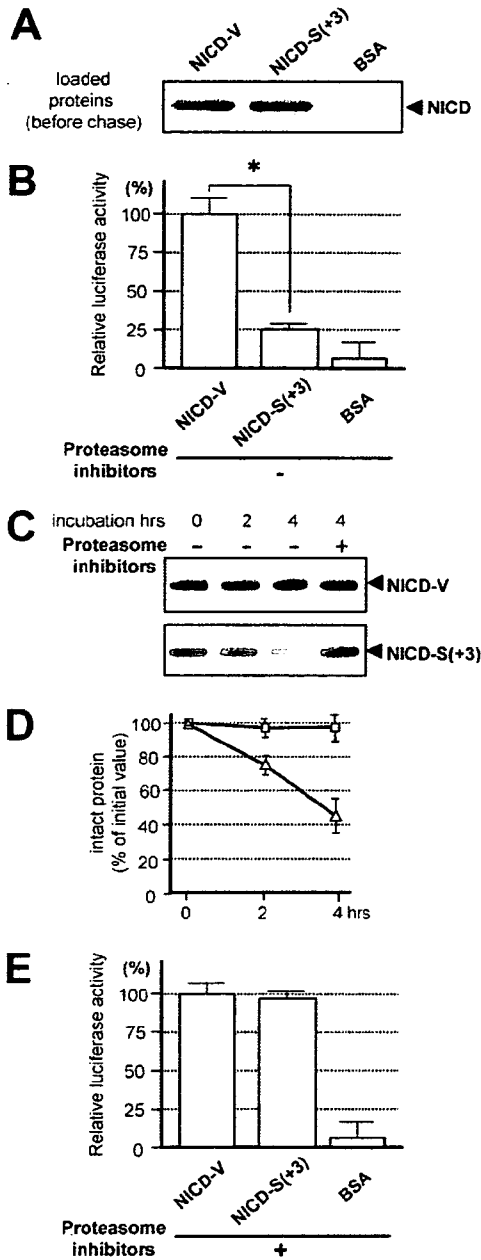 A
NICD-V NICD-S(+3) BSA
loaded
proteins
(before chase)
NICD
B
(%)
*
Relative luciferase activity
100
75
50
25
0
NICD-V NICD-S(+3) BSA
Proteasome
inhibitors
-
C
incubation hrs 0 2 4 4
Proteasome - - - +
inhibitors
NICD-V
NICD-S(+3)
D
intact protein
(% of initial value)
100
80
60
40
20
0
0 2 4 hrs
E
(%)
Relative luciferase activity
100
75
50
25
0
NICD-V NICD-S(+3) BSA
Proteasome
inhibitors
+